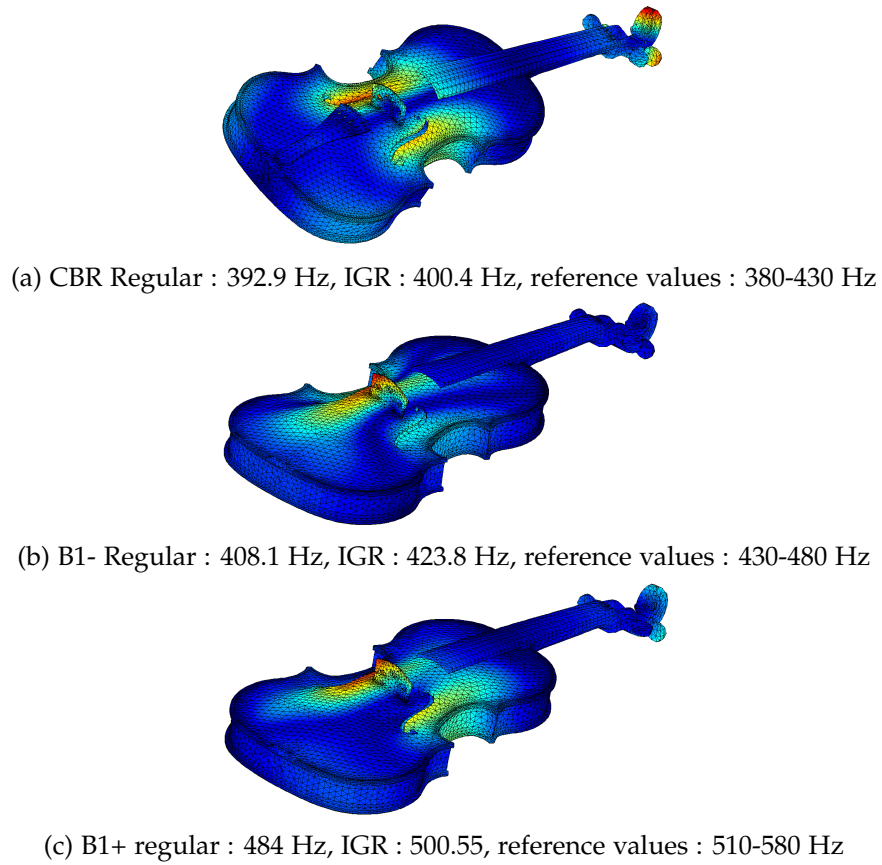 (a) CBR Regular : 392.9 Hz, IGR : 400.4 Hz, reference values : 380-430 Hz
(b) B1- Regular : 408.1 Hz, IGR : 423.8 Hz, reference values : 430-480 Hz
(c) B1+ regular : 484 Hz, IGR : 500.55, reference values : 510-580 Hz